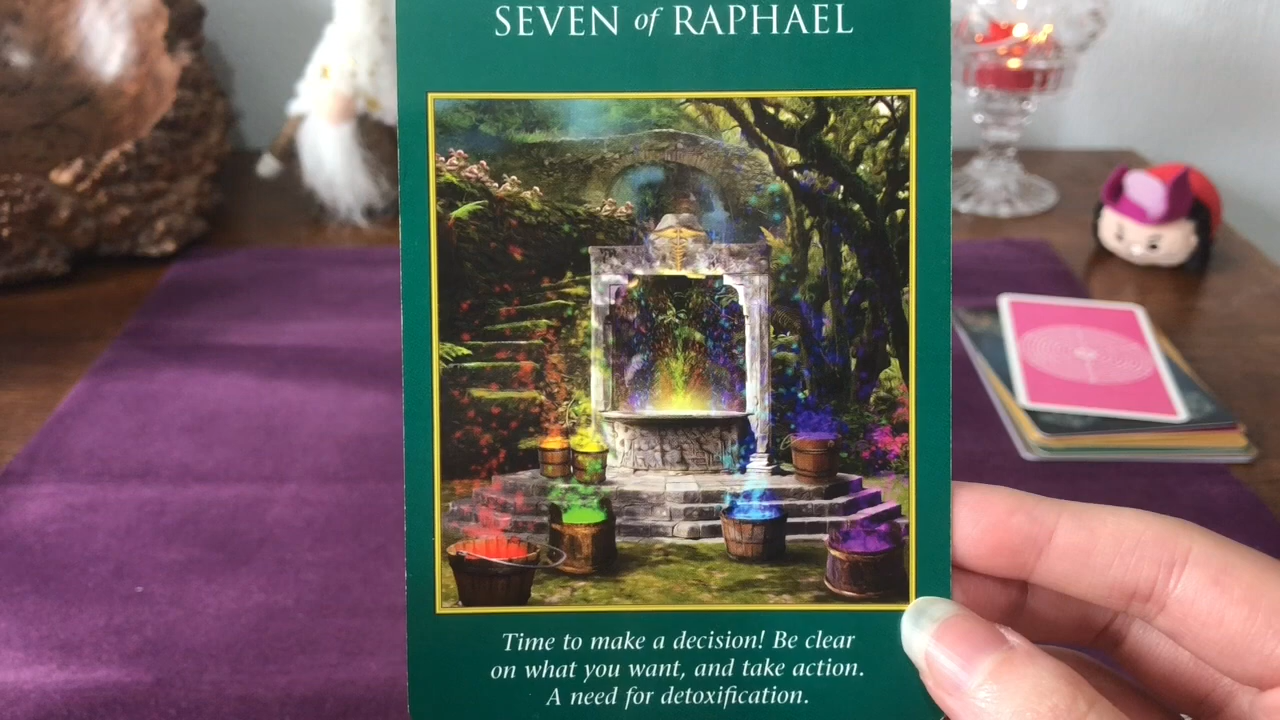 SEVEN of RAPHAEL
Time to make a decision! Be clear
on what you want, and take action.
A need for detoxification.